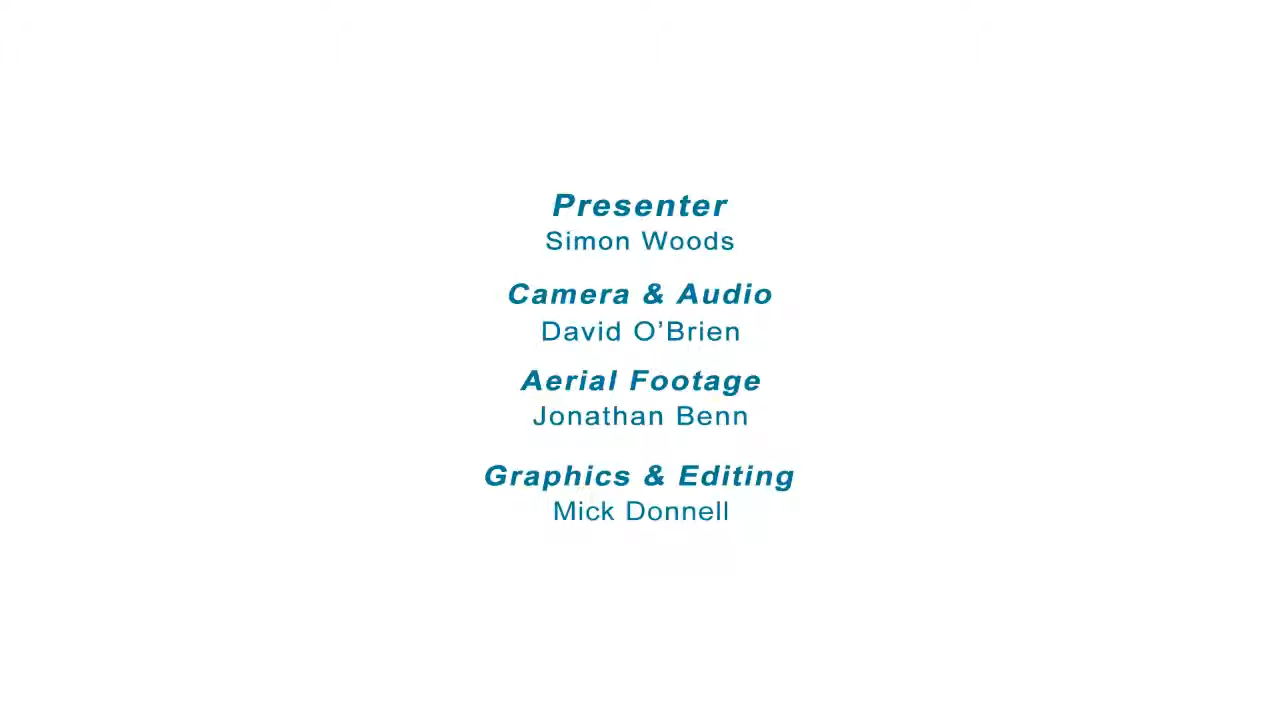 Presenter
Simon Woods
Camera & Audio
David O’Brien
Aerial Footage
Jonathan Benn
Graphics & Editing
Mick Donnell